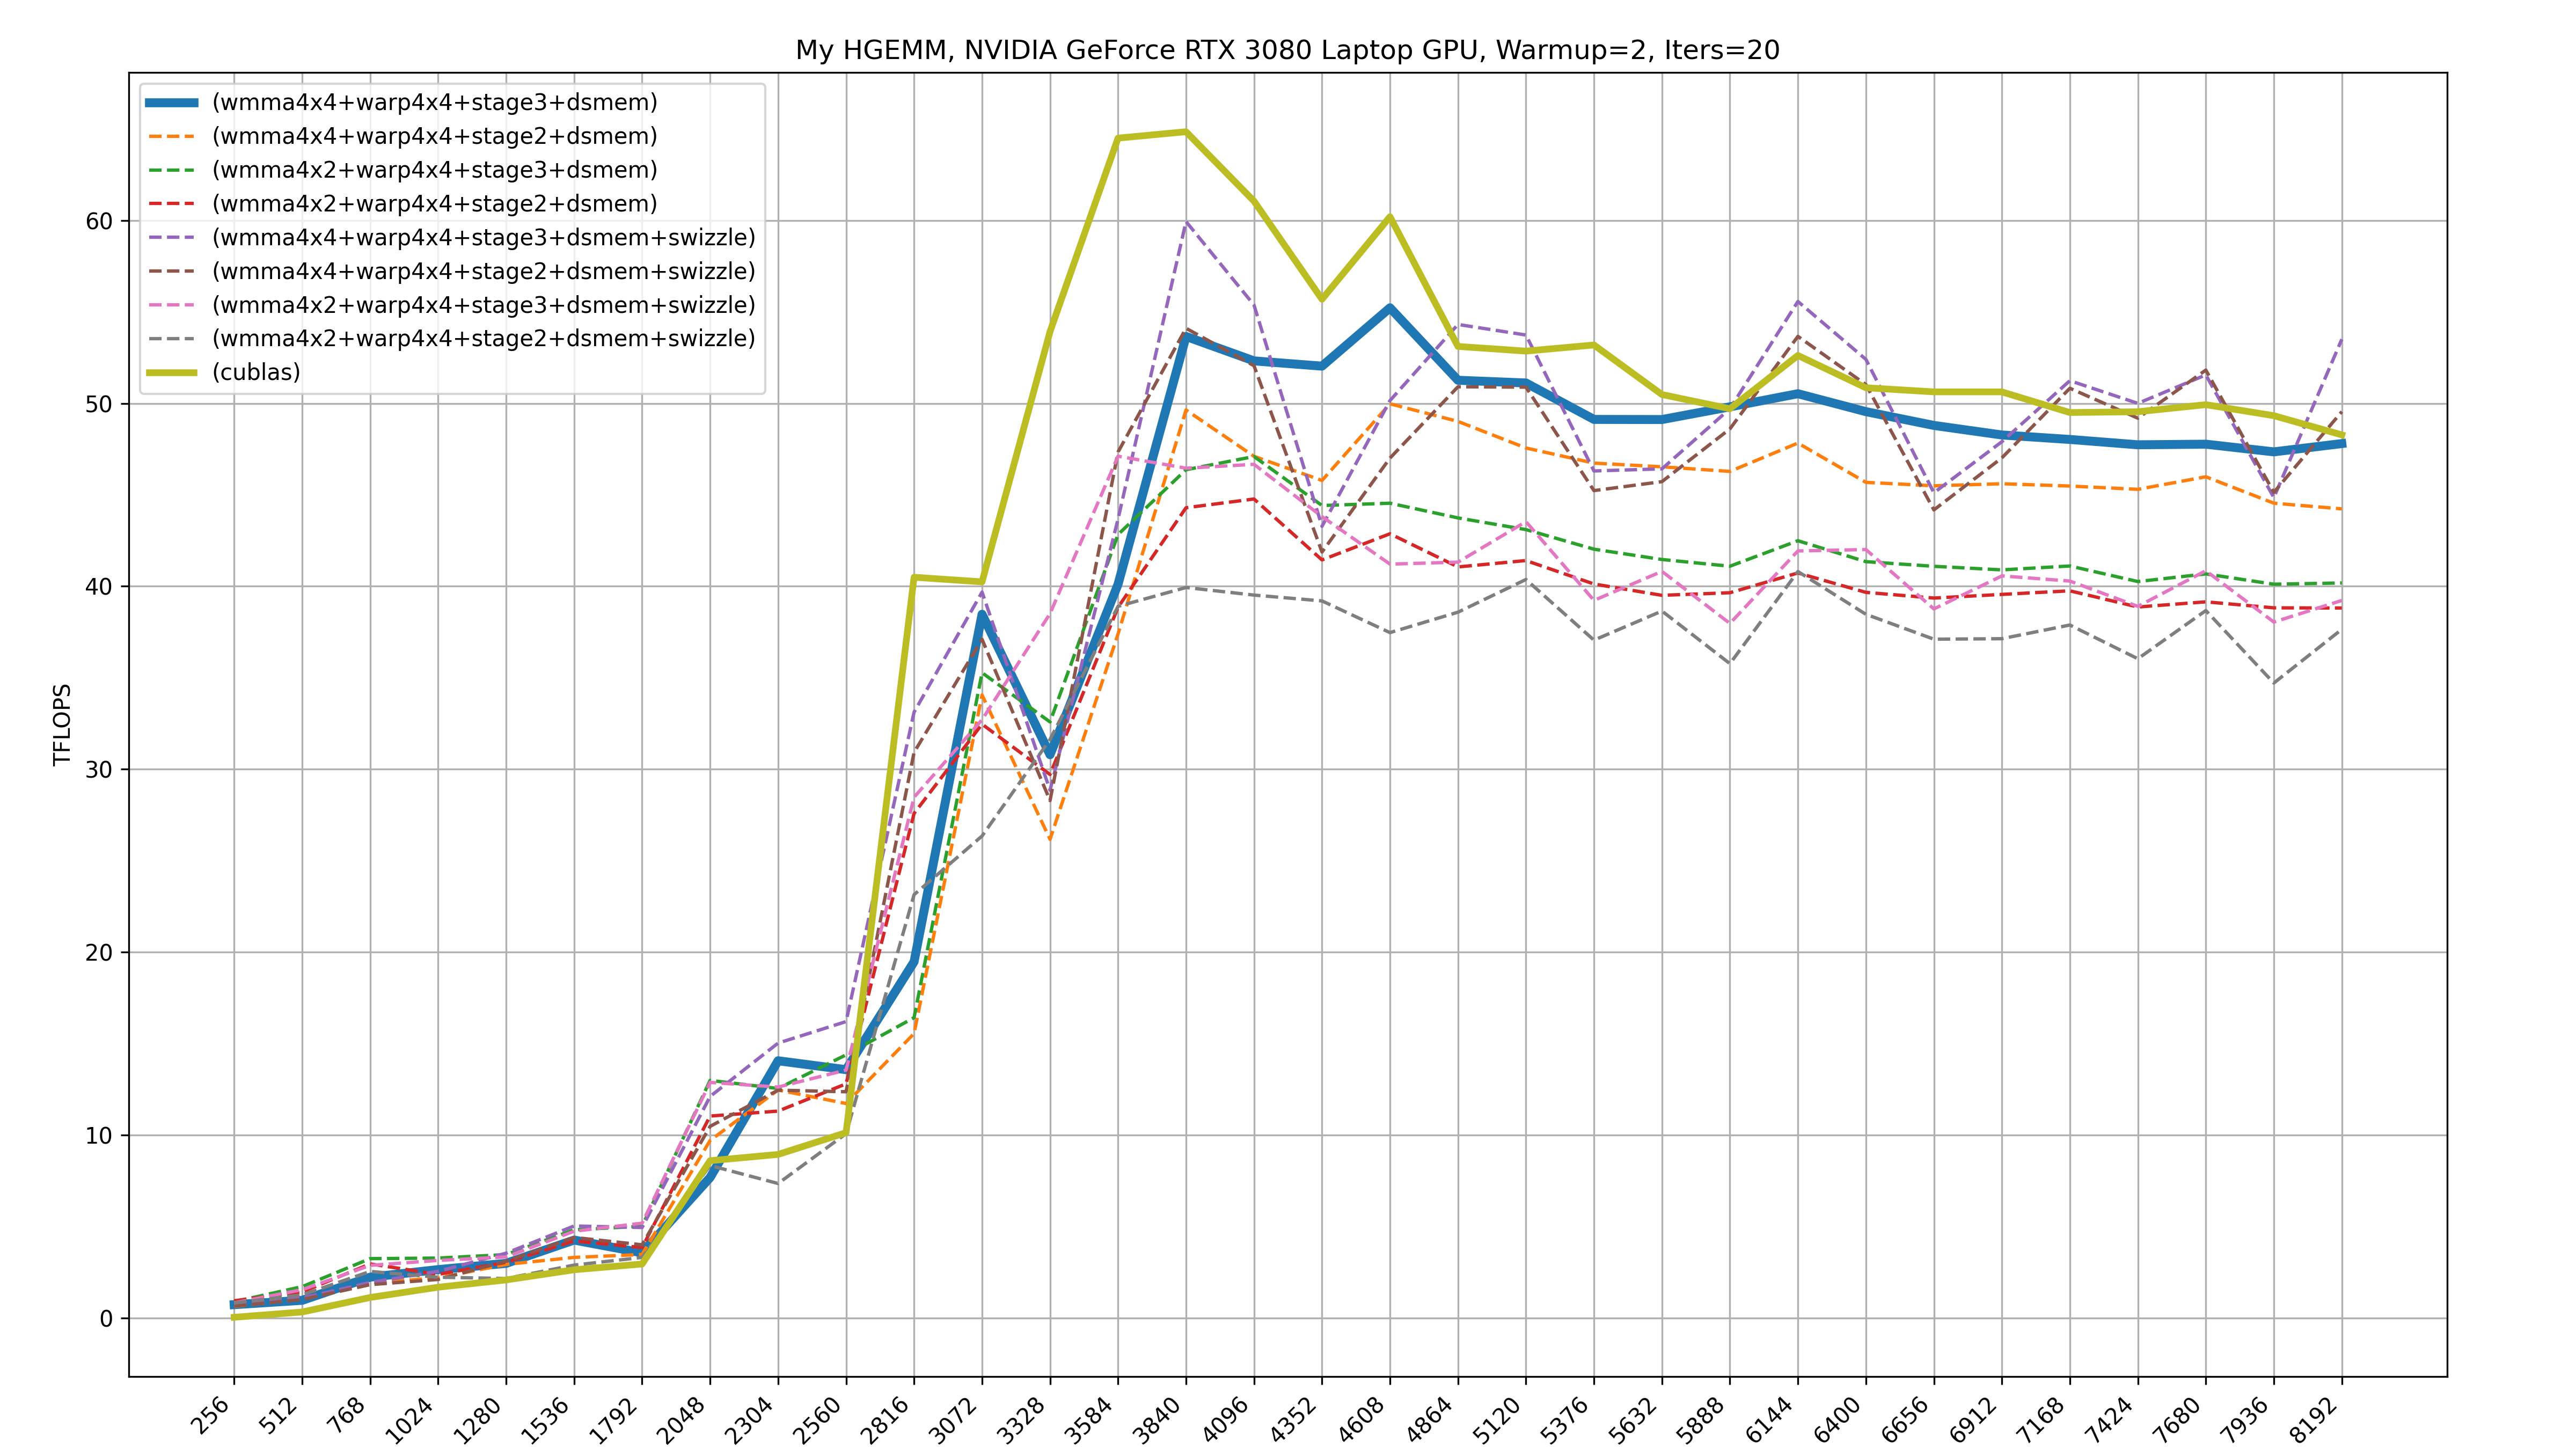 My HGEMM, NVIDIA GeForce RTX 3080 Laptop GPU, Warmup=2, Iters=20
(wmma4x4+warp4x4+stage3+dsmem)
(wmma4x4+warp4x4+stage2+dsmem)
(wmma4x2+warp4x4+stage3+dsmem)
(wmma4x2+warp4x4+stage2+dsmem)
(wmma4x4+warp4x4+stage3+dsmem+swizzle)
(wmma4x4+warp4x4+stage2+dsmem+swizzle)
(wmma4x2+warp4x4+stage3+dsmem+swizzle)
(wmma4x2+warp4x4+stage2+dsmem+swizzle)
(cublas)
TFLOPS
60
50
40
30
20
10
0
256 512 768 1024 1280 1536 1792 2048 2304 2560 2816 3072 3328 3584 3840 4096 4352 4608 4864 5120 5376 5632 5888 6144 6400 6656 6912 7168 7424 7680 7936 8192